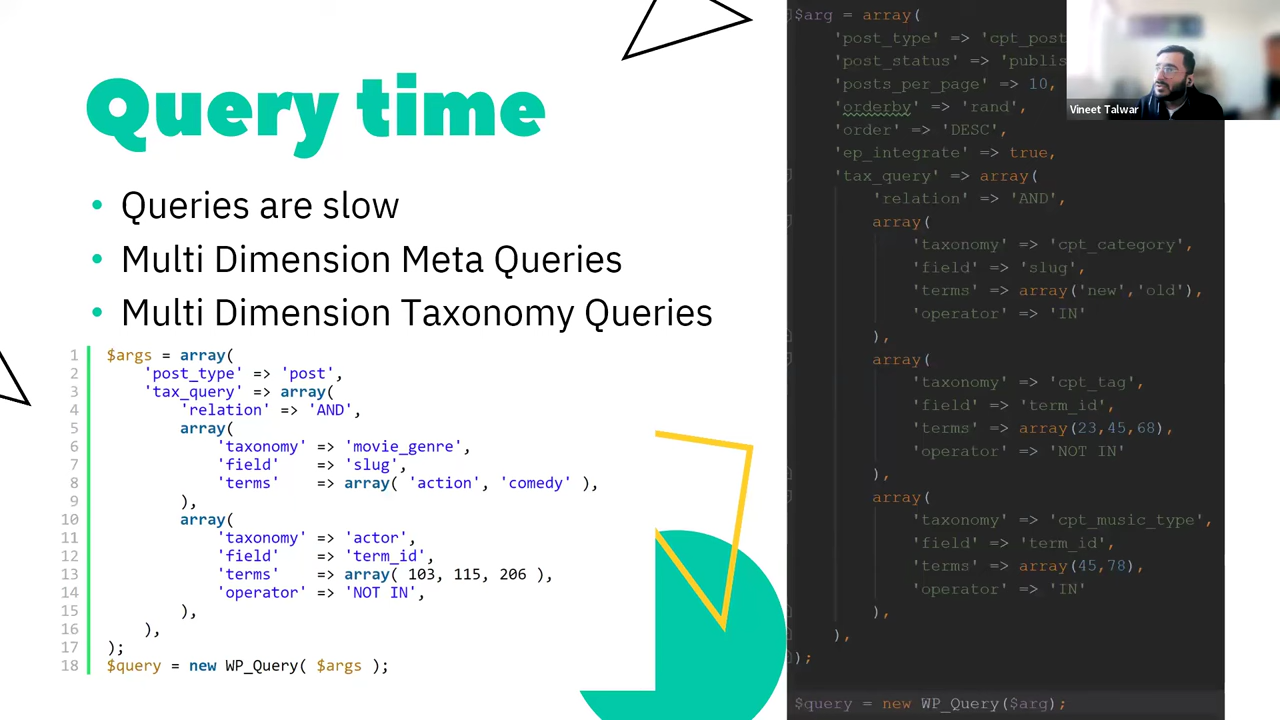 Query time
• Queries are slow
• Multi Dimension Meta Queries
• Multi Dimension Taxonomy Queries
1 $args = array(
2 'post_type' => 'post',
3 'tax_query' => array(
4 'relation' => 'AND',
5 array(
6 'taxonomy' => 'movie_genre',
7 'field' => 'slug',
8 'terms' => array( 'action', 'comedy' ),
9 ),
10 array(
11 'taxonomy' => 'actor',
12 'field' => 'term_id',
13 'terms' => array( 103, 115, 206 ),
14 'operator' => 'NOT IN',
15 ),
16 ),
17 );
18 $query = new WP_Query( $args );
$arg = array(
'post_type' => 'cpt_post
'post_status' => 'publis
'posts_per_page' => 10,
'orderby' => 'rand',
'order' => 'DESC',
'ep_integrate' => true,
'tax_query' => array(
'relation' => 'AND',
array(
'taxonomy' => 'cpt_category',
'field' => 'slug',
'terms' => array('new','old'),
'operator' => 'IN'
),
array(
'taxonomy' => 'cpt_tag',
'field' => 'term_id',
'terms' => array(23,45,68),
'operator' => 'NOT IN'
),
array(
'taxonomy' => 'cpt_music_type',
'field' => 'term_id',
'terms' => array(45,78),
'operator' => 'IN'
),
),
);
$query = new WP_Query($arg);
Vineet Talwar